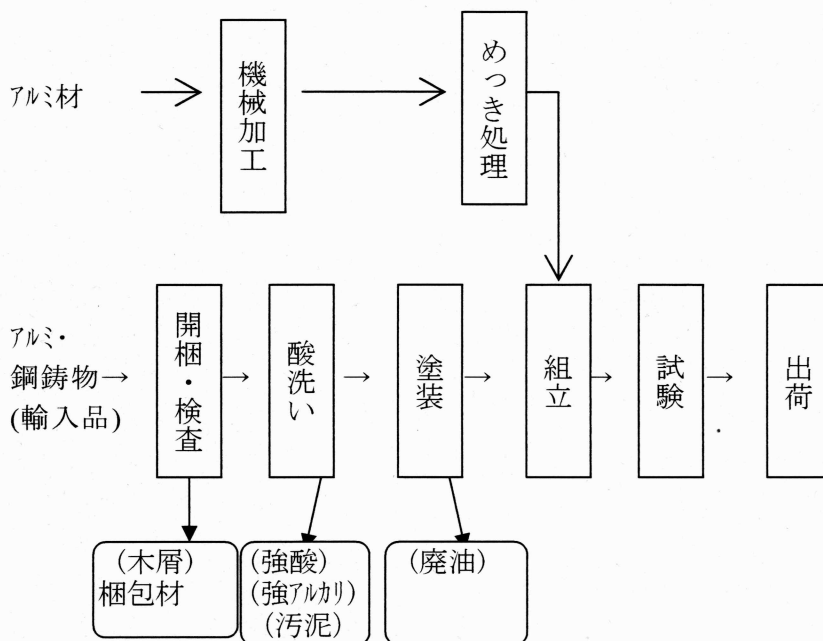 アルミ材
機械加工
めっき処理
アルミ・
鋼鋳物→
(輸入品)
開梱・検査
→
酸洗い
→
塗装
→
組立
→
試験
→
出荷
(木屑)
梱包材
(強酸)
(強アルカリ)
(汚泥)
(廃油)